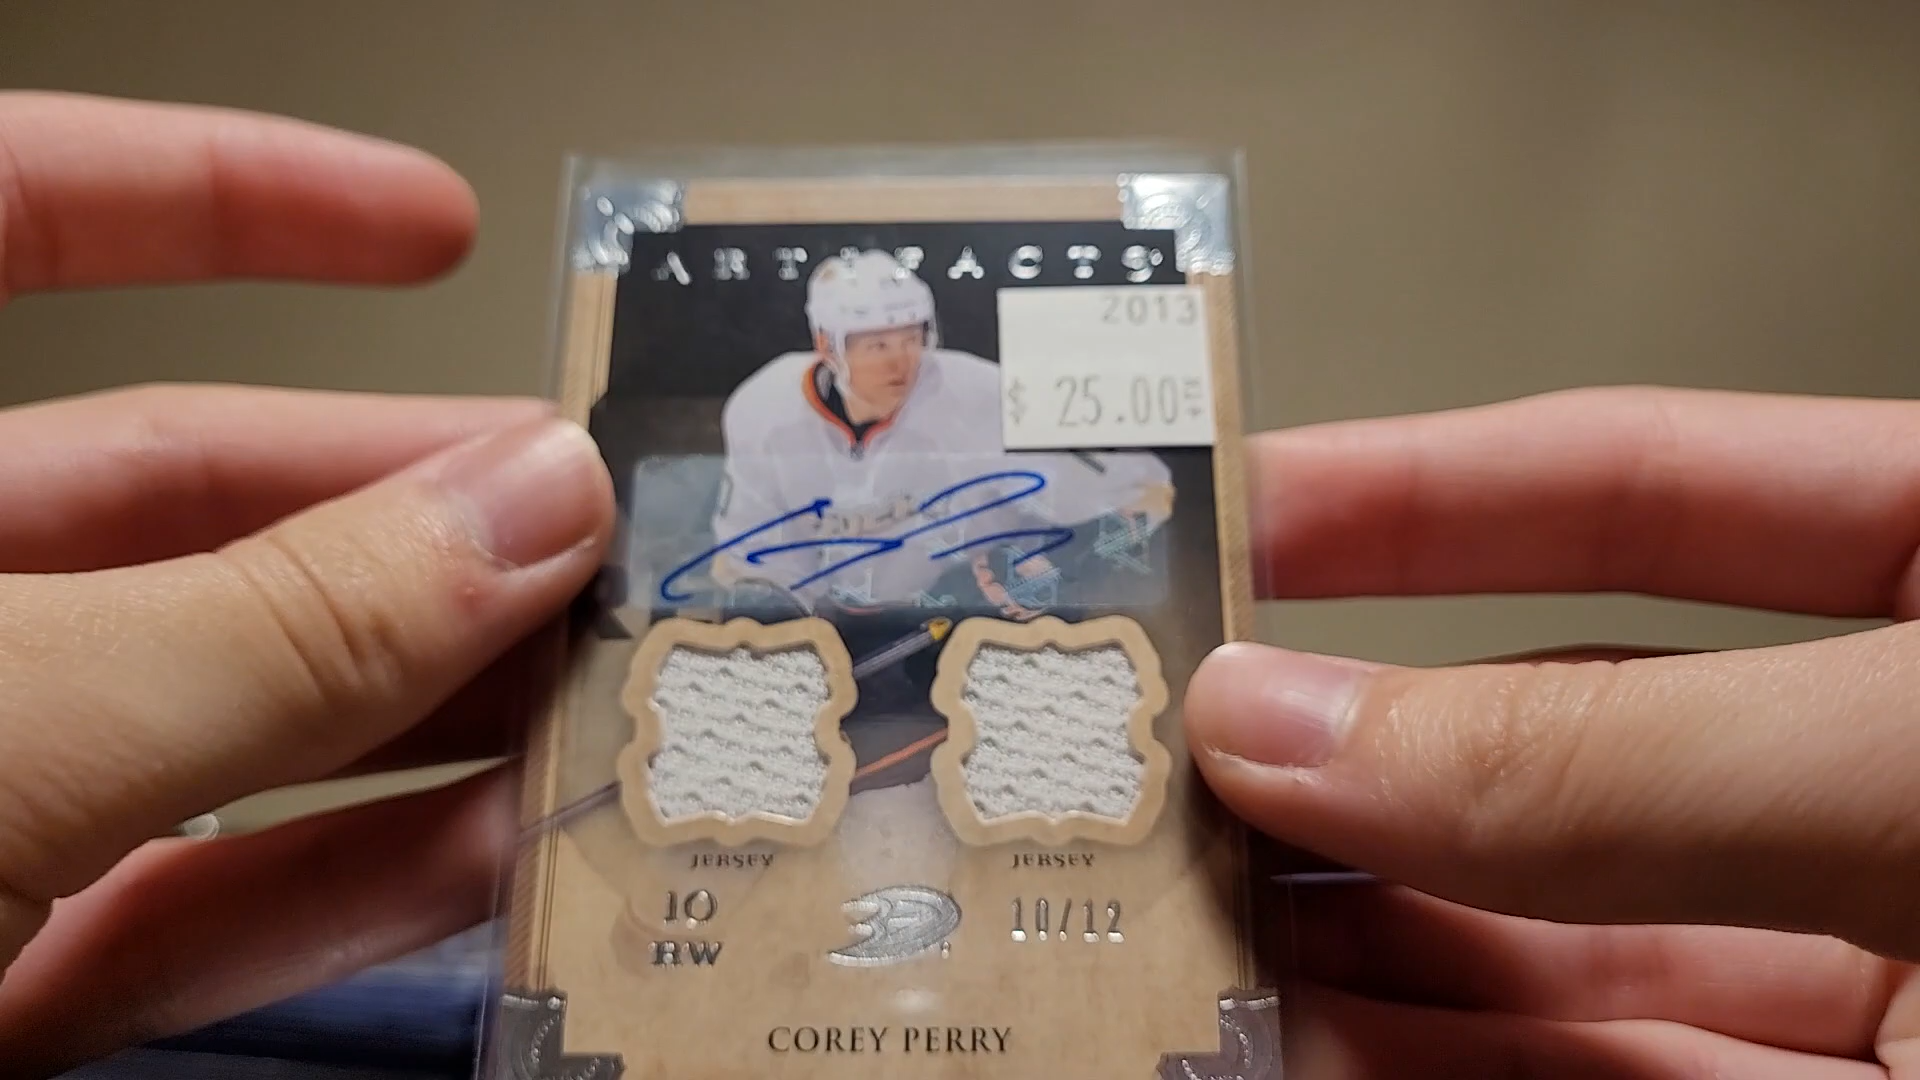 ARTIFACTS
2013
$ 25.00
JERSEY
JERSEY
10
RW
10/12
COREY PERRY